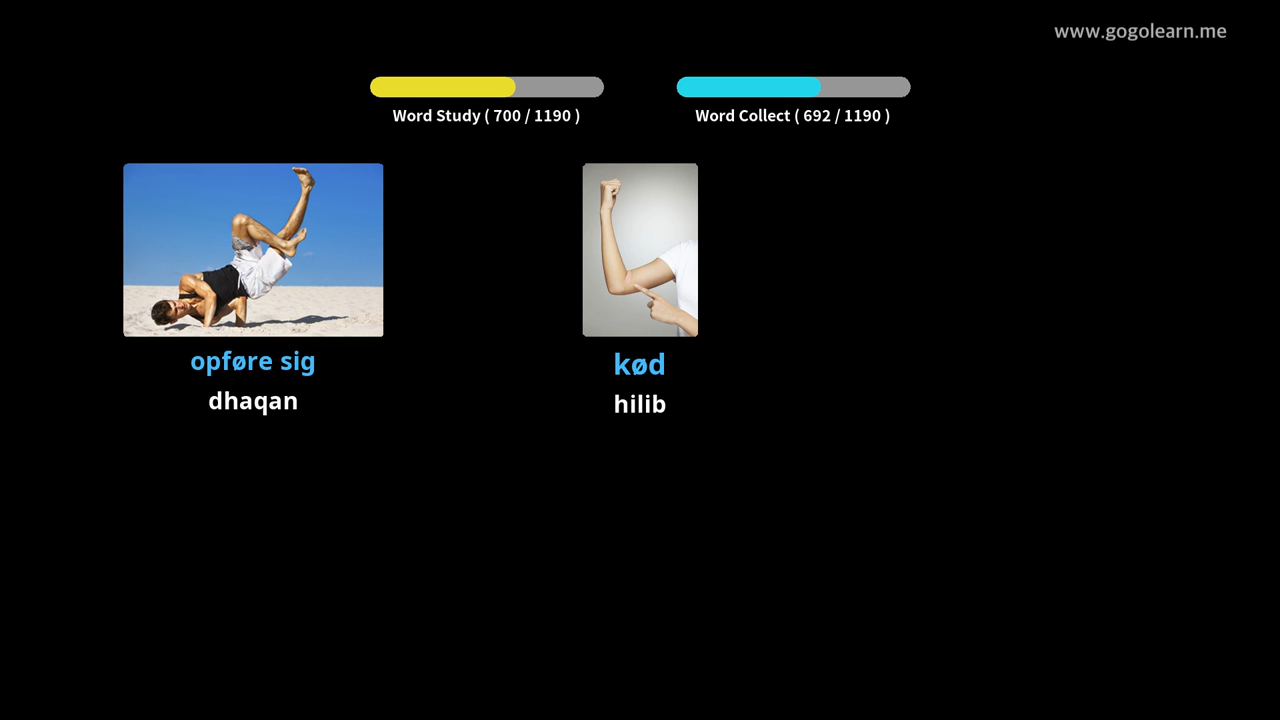 www.gogolearn.me
Word Study ( 700 / 1190 )
Word Collect ( 692 / 1190 )
opføre sig
dhaqan
kød
hilib